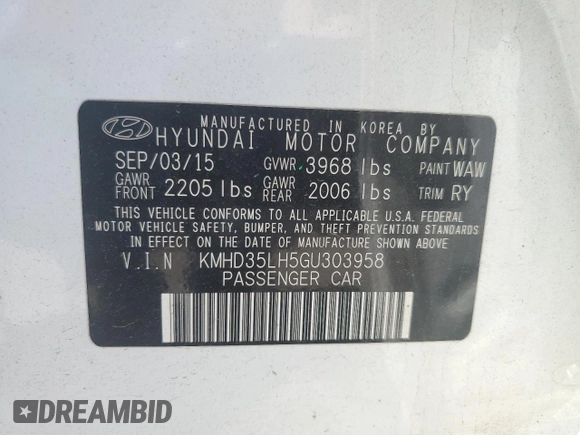 MANUFACTURED IN KOREA BY
HYUNDAI MOTOR COMPANY
SEP/03/15 GVWR 3968 lbs PAINT WAW
GAWR FRONT 2205 lbs GAWR REAR 2006 lbs TRIM RY
THIS VEHICLE CONFORMS TO ALL APPLICABLE U.S.A. FEDERAL
MOTOR VEHICLE SAFETY, BUMPER, AND THEFT PREVENTION STANDARDS
IN EFFECT ON THE DATE OF MANUFACTURE SHOWN ABOVE.
V.I.N KMHD35LH5GU303958
PASSENGER CAR
DREAMBID